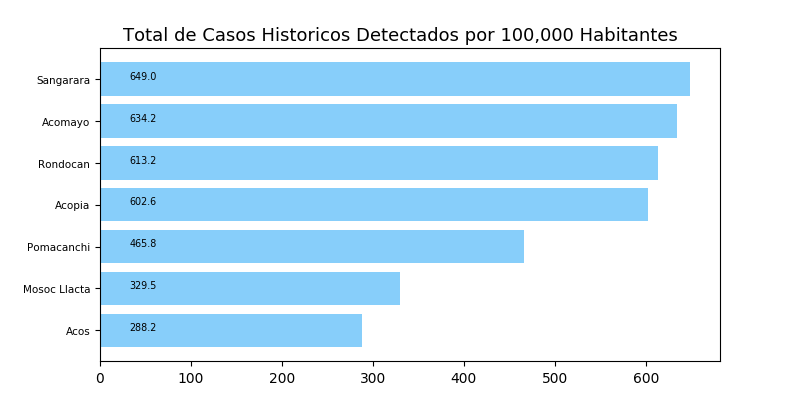 Total de Casos Historicos Detectados por 100,000 Habitantes
Sangarara 649.0
Acomayo 634.2
Rondocan 613.2
Acopia 602.6
Pomacanchi 465.8
Mosoc Llacta 329.5
Acos 288.2
0 100 200 300 400 500 600